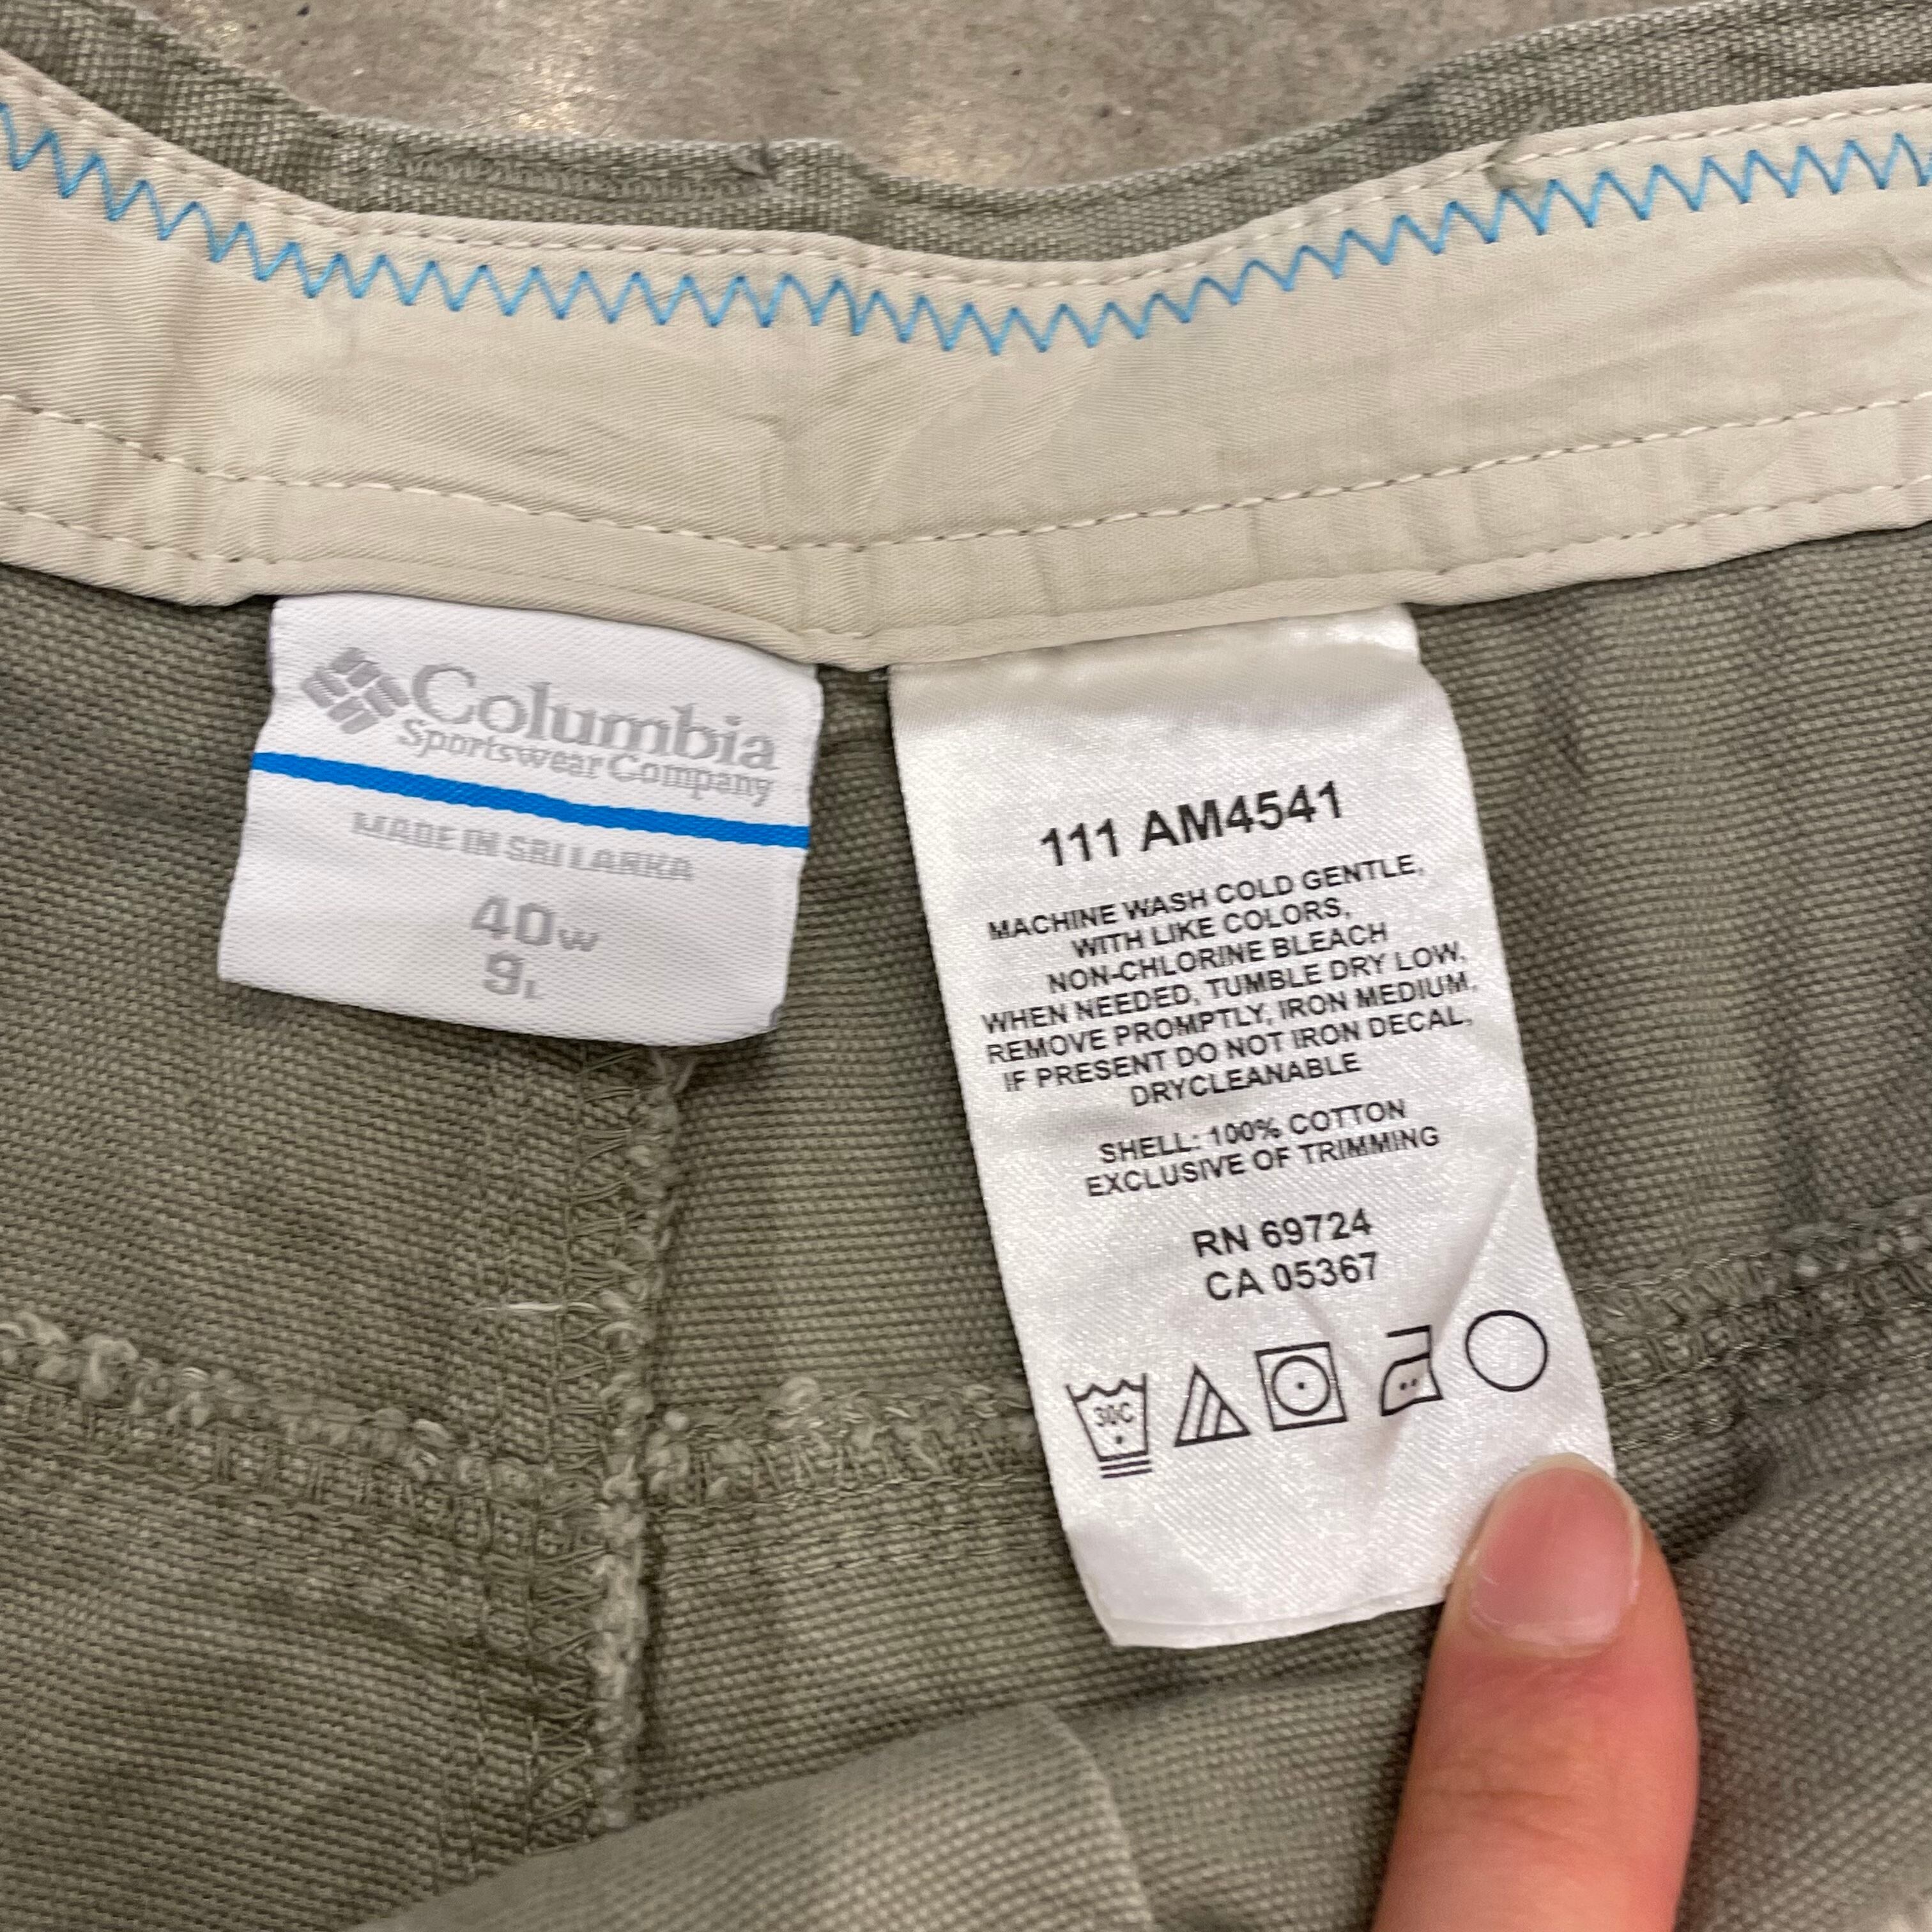 Columbia
Sportswear Company
MADE IN SRI LANKA
40W
9L
111 AM4541
MACHINE WASH COLD GENTLE,
WITH LIKE COLORS,
NON-CHLORINE BLEACH
WHEN NEEDED, TUMBLE DRY LOW,
REMOVE PROMPTLY, IRON MEDIUM,
IF PRESENT DO NOT IRON DECAL,
DRYCLEANABLE
SHELL: 100% COTTON
EXCLUSIVE OF TRIMMING
RN 69724
CA 05367
30C